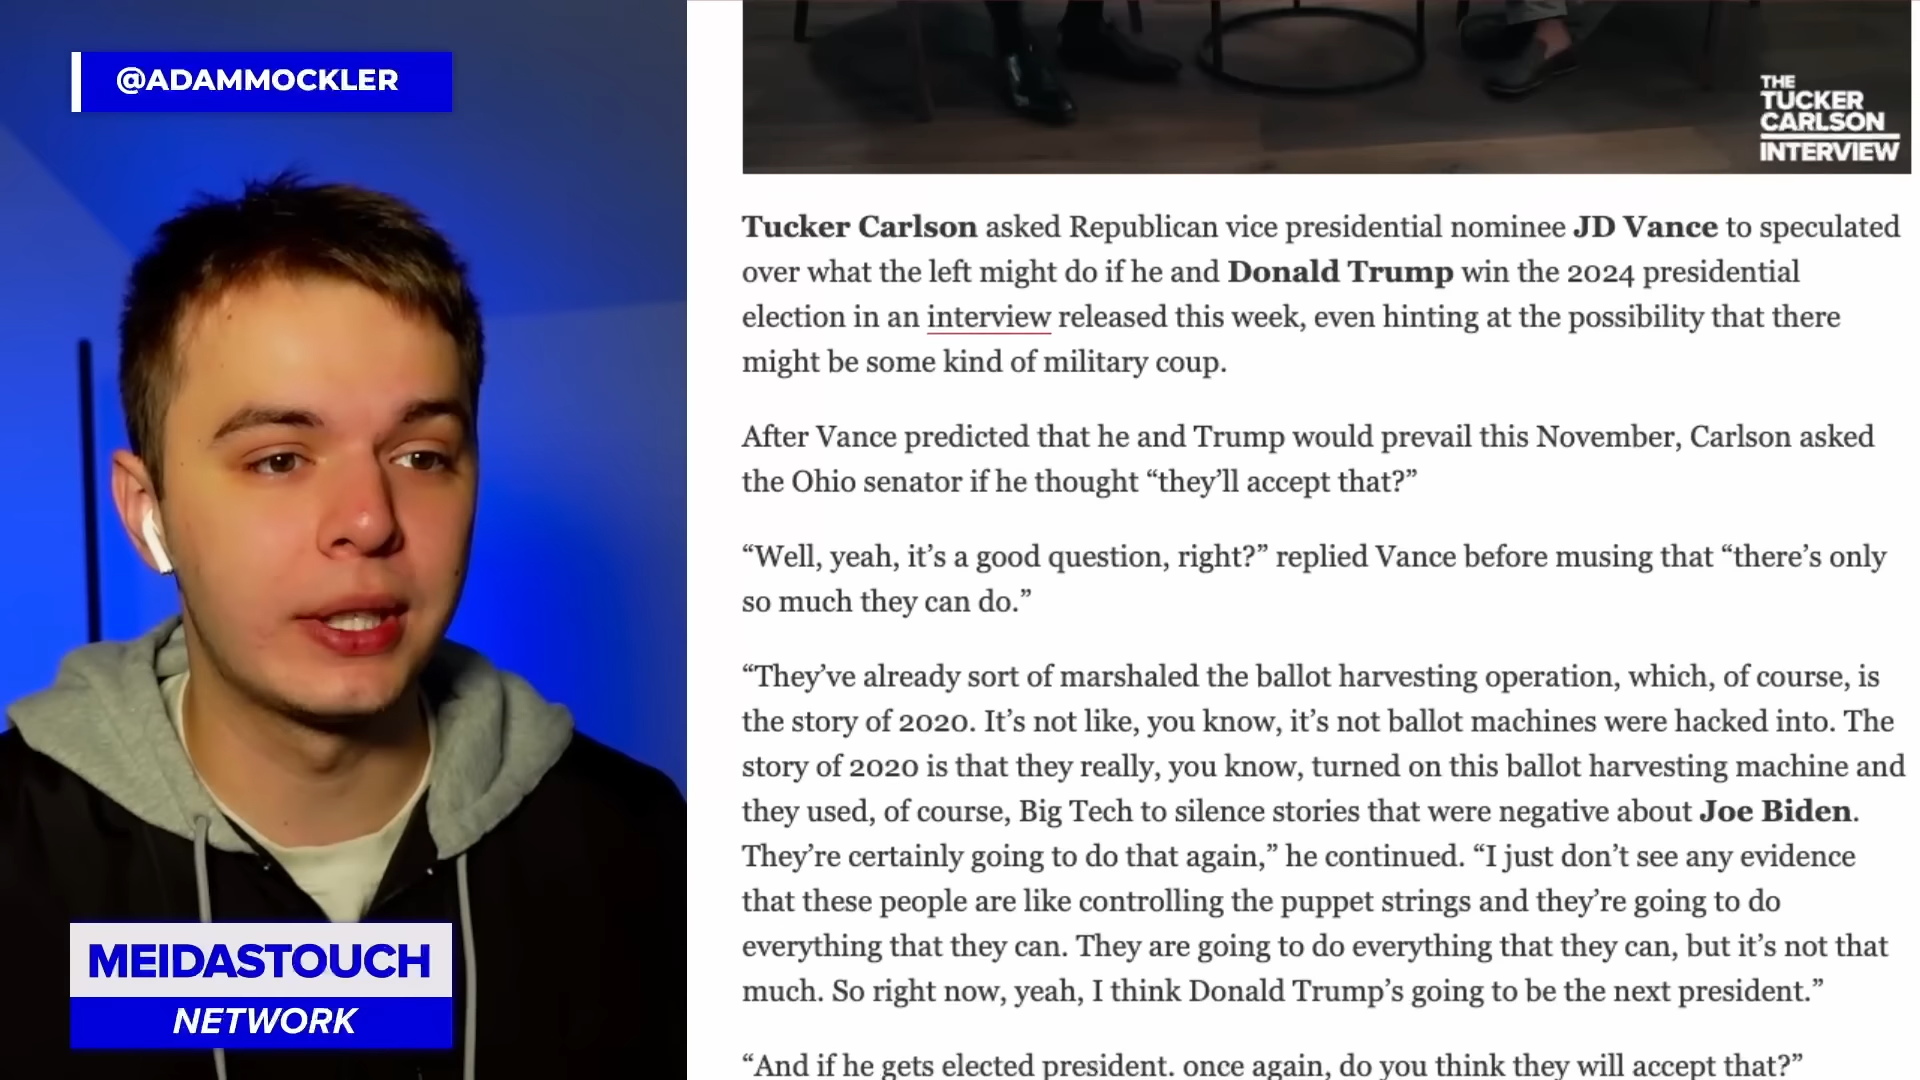 @ADAMMOCKLER
THE
TUCKER
CARLSON
INTERVIEW
Tucker Carlson asked Republican vice presidential nominee JD Vance to speculated
over what the left might do if he and Donald Trump win the 2024 presidential
election in an interview released this week, even hinting at the possibility that there
might be some kind of military coup.
After Vance predicted that he and Trump would prevail this November, Carlson asked
the Ohio senator if he thought “they’ll accept that?”
“Well, yeah, it’s a good question, right?” replied Vance before musing that “there’s only
so much they can do.”
“They’ve already sort of marshaled the ballot harvesting operation, which, of course, is
the story of 2020. It’s not like, you know, it’s not ballot machines were hacked into. The
story of 2020 is that they really, you know, turned on this ballot harvesting machine and
they used, of course, Big Tech to silence stories that were negative about Joe Biden.
They’re certainly going to do that again,” he continued. “I just don’t see any evidence
that these people are like controlling the puppet strings and they’re going to do
everything that they can. They are going to do everything that they can, but it’s not that
much. So right now, yeah, I think Donald Trump’s going to be the next president.”
“And if he gets elected president, once again, do you think they will accept that?”
MEIDASTOUCH
NETWORK